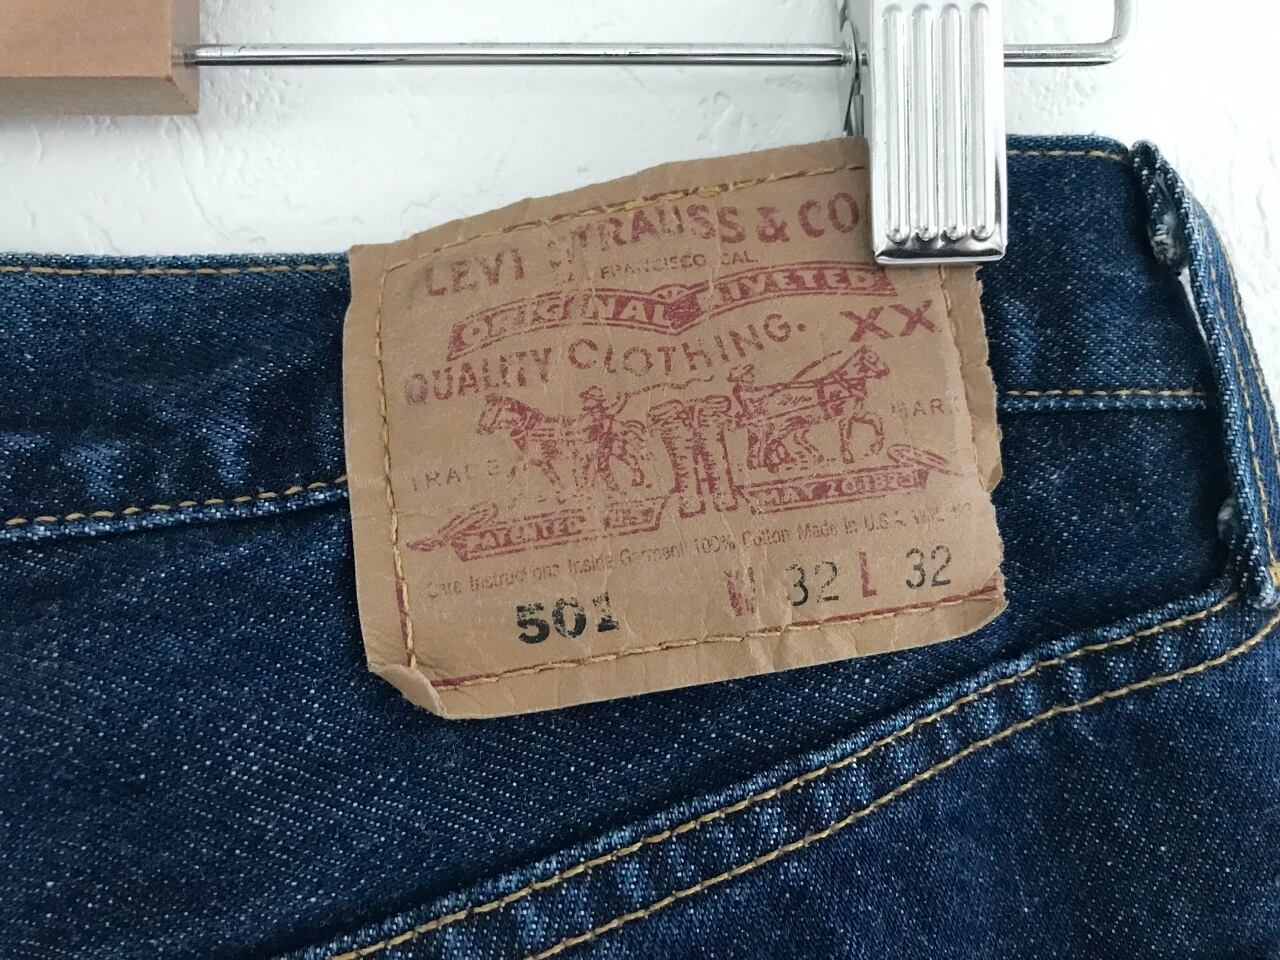 LEVI STRAUSS & CO
FRANCISCO CAL.
ORIGINAL RIVETED
QUALITY CLOTHING. XX
TRADE MARK
PATENTED U.S. MAY 20 1873
Care Instructions Inside Garment 100% Cotton Made in U.S.A.
501 W 32 L 32